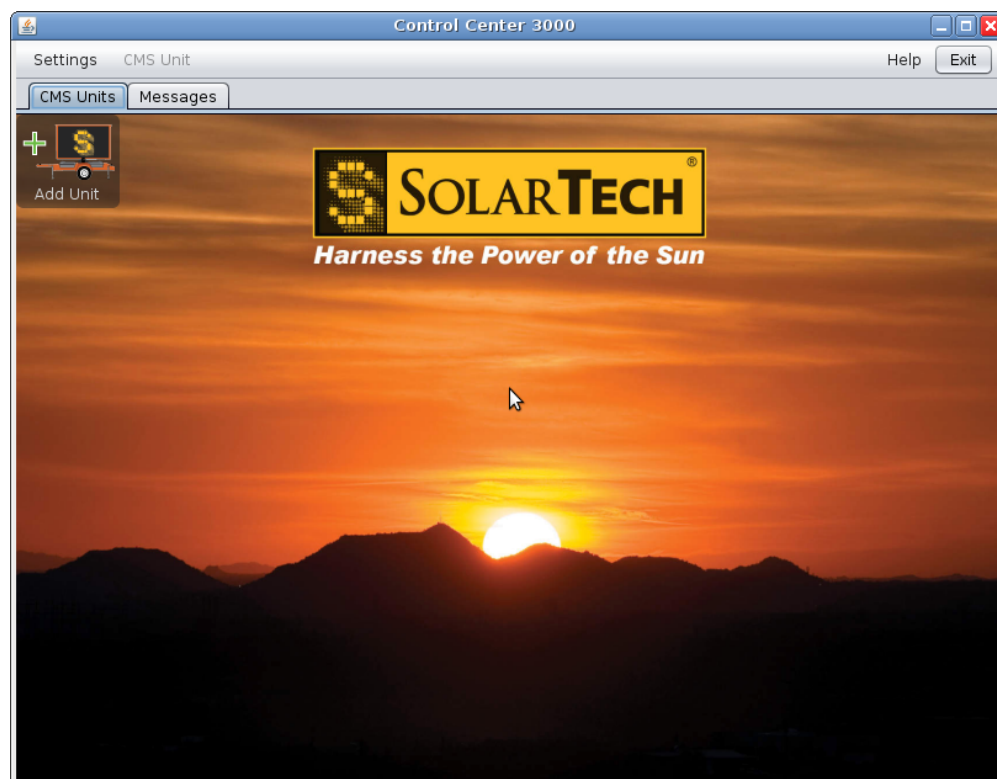 Control Center 3000
Settings CMS Unit Help Exit
CMS Units Messages
S
Add Unit
S SOLARTECH®
Harness the Power of the Sun